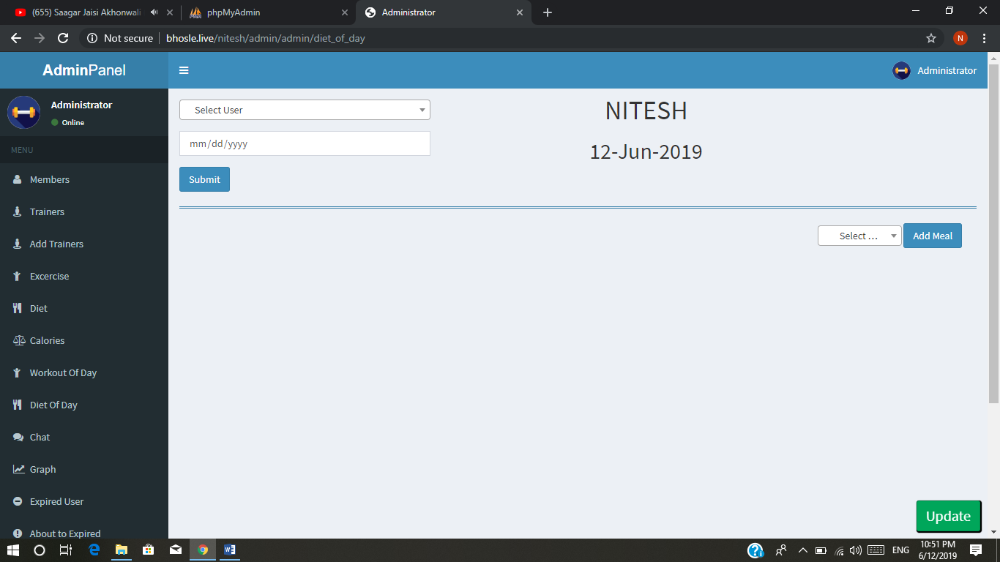 (655) Saagar Jaisi Akhonwali
phpMyAdmin
Administrator
Not secure
bhosle.live/nitesh/admin/admin/diet_of_day
N
AdminPanel
Administrator
Administrator
Online
MENU
Members
Trainers
Add Trainers
Excercise
Diet
Calories
Workout Of Day
Diet Of Day
Chat
Graph
Expired User
About to Expired
Select User
mm/dd/yyyy
Submit
NITESH
12-Jun-2019
Select ...
Add Meal
Update
ENG
10:51 PM
6/12/2019